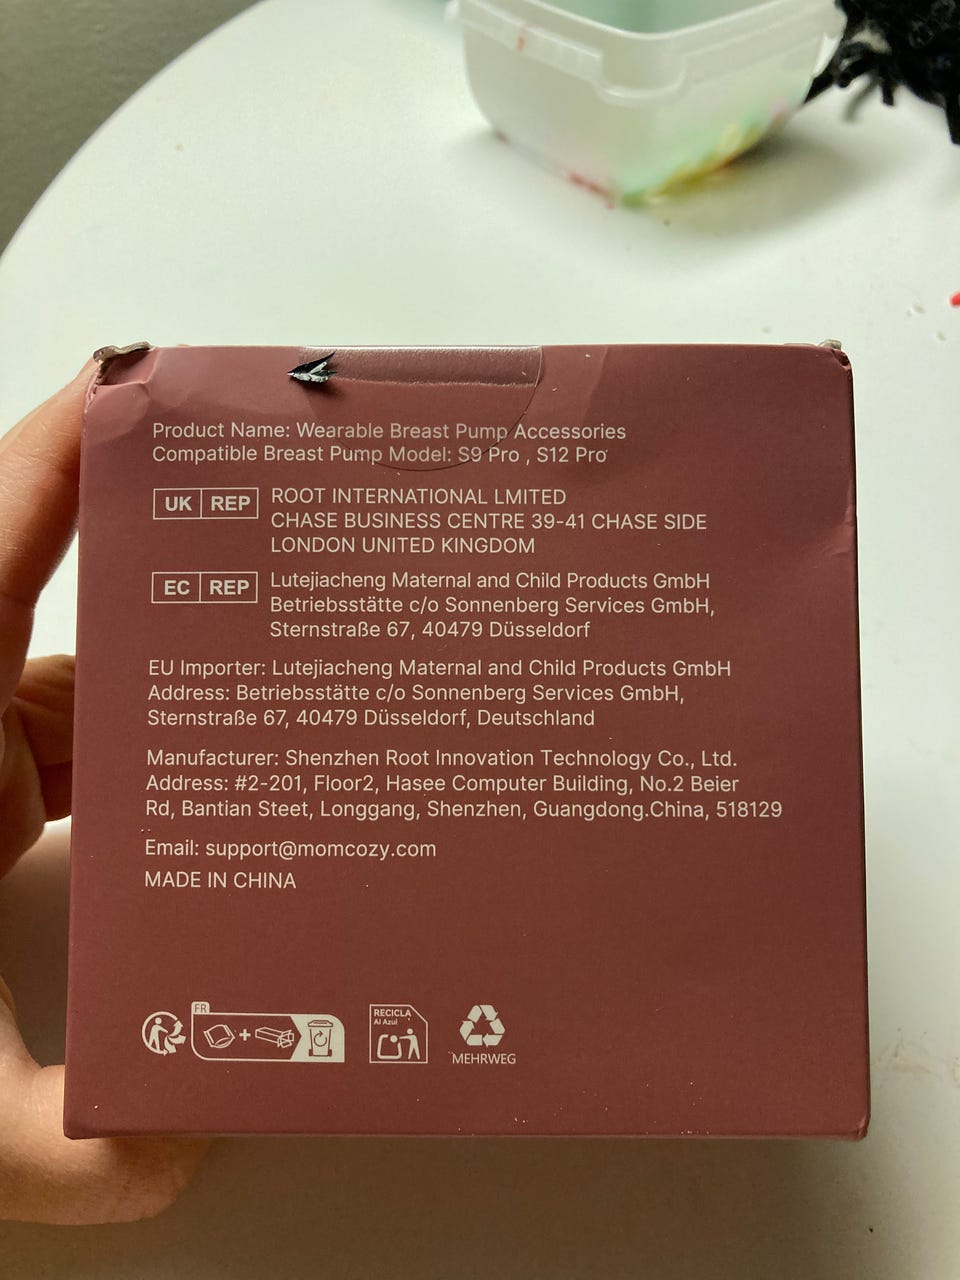 Product Name: Wearable Breast Pump Accessories
Compatible Breast Pump Model: S9 Pro , S12 Pro
UK REP
ROOT INTERNATIONAL LMITED
CHASE BUSINESS CENTRE 39-41 CHASE SIDE
LONDON UNITED KINGDOM
EC REP
Lutejiacheng Maternal and Child Products GmbH
Betriebsstätte c/o Sonnenberg Services GmbH,
Sternstraße 67, 40479 Düsseldorf
EU Importer: Lutejiacheng Maternal and Child Products GmbH
Address: Betriebsstätte c/o Sonnenberg Services GmbH,
Sternstraße 67, 40479 Düsseldorf, Deutschland
Manufacturer: Shenzhen Root Innovation Technology Co., Ltd.
Address: #2-201, Floor2, Hasee Computer Building, No.2 Beier
Rd, Bantian Steet, Longgang, Shenzhen, Guangdong.China, 518129
Email: support@momcozy.com
MADE IN CHINA
FR
RECICLA
Al Azul
MEHRWEG